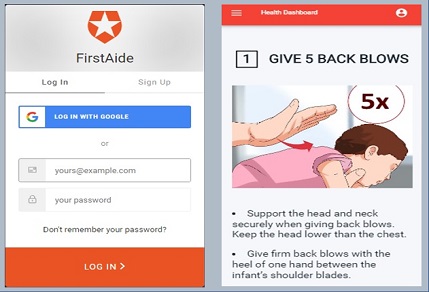 FirstAide
Log In
Sign Up
LOG IN WITH GOOGLE
or
yours@example.com
your password
Don't remember your password?
LOG IN >
Health Dashboard
1 GIVE 5 BACK BLOWS
5x
• Support the head and neck
securely when giving back blows.
Keep the head lower than the chest.
• Give firm back blows with the
heel of one hand between the
infant's shoulder blades.